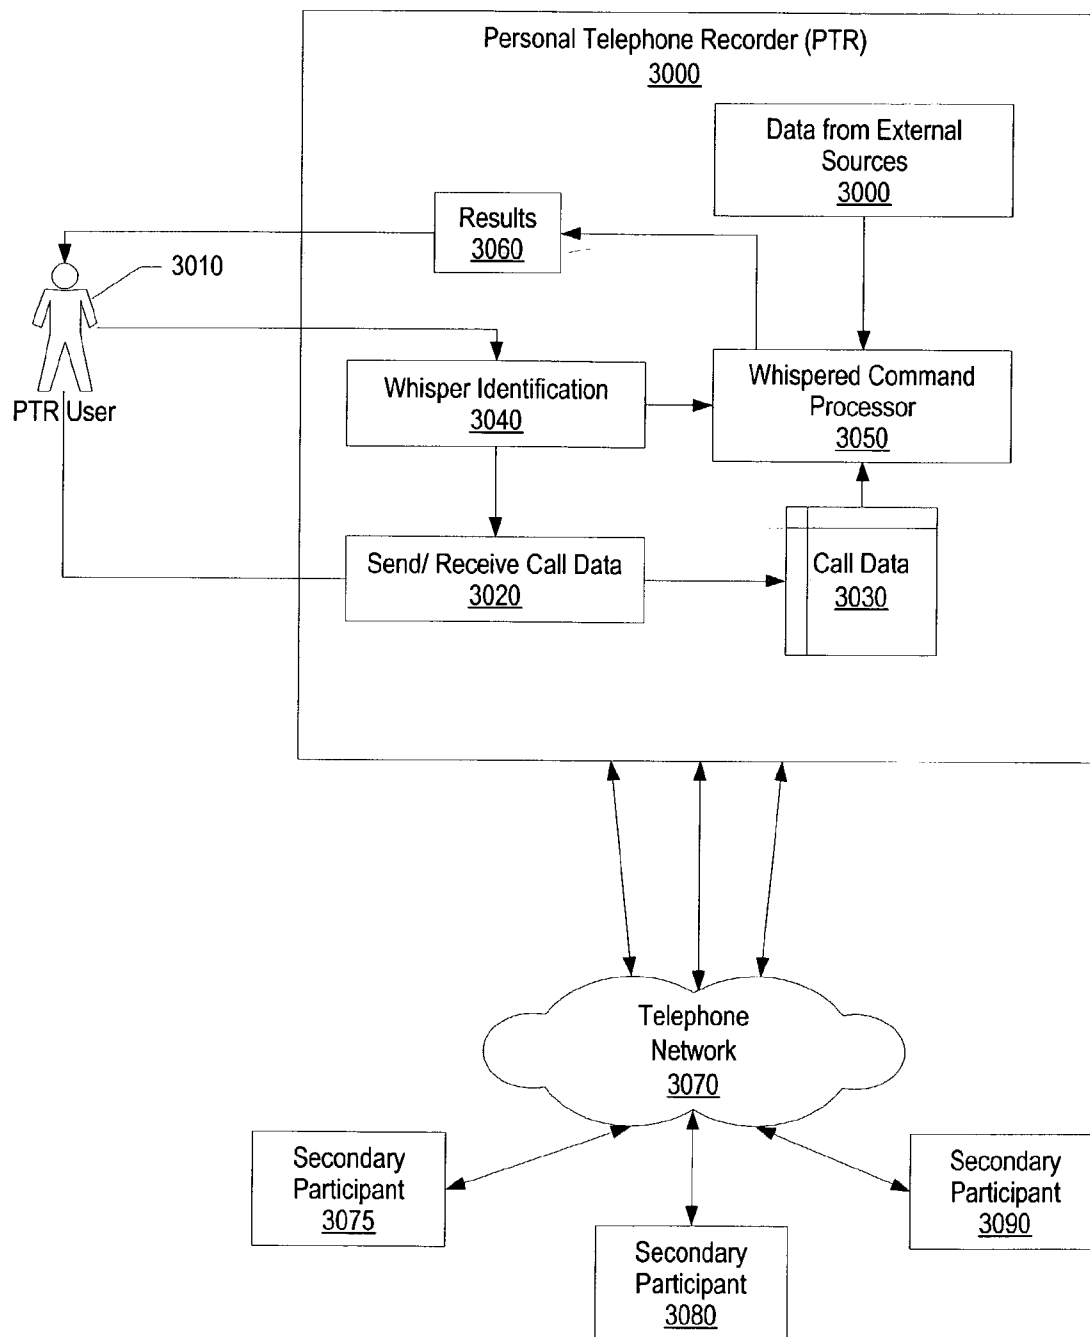 Personal Telephone Recorder (PTR)
3000
Data from External
Sources
3000
Results
3060
3010
PTR User
Whisper Identification
3040
Whispered Command
Processor
3050
Send/ Receive Call Data
3020
Call Data
3030
Telephone
Network
3070
Secondary
Participant
3075
Secondary
Participant
3080
Secondary
Participant
3090